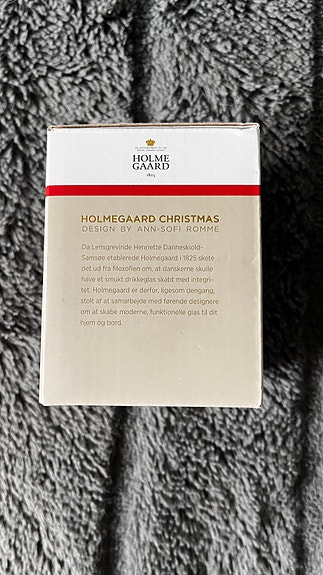 HOLME
GAARD
1825
HOLMEGAARD CHRISTMAS
DESIGN BY ANN-SOFI ROMME
Da Lensgrevinde Henriette Danneskiold-
Samsøe etablerede Holmegaard i 1825 skete
det ud fra filosofien om, at danskerne skulle
have et smukt drikkeglas skabt med integri-
tet. Holmegaard er derfor, ligesom dengang,
stolt af at samarbejde med førende designere
om at skabe moderne, funktionelle glas til dit
hjem og bord.